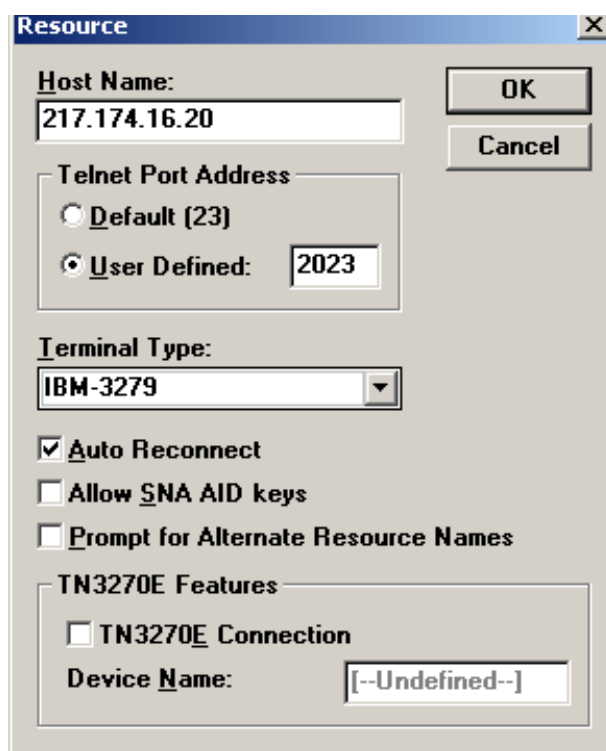 Resource
Host Name:
OK
217.174.16.20
Cancel
Telnet Port Address
Default (23)
User Defined: 2023
Terminal Type:
IBM-3279
Auto Reconnect
Allow SNA AID keys
Prompt for Alternate Resource Names
TN3270E Features
TN3270E Connection
Device Name: [--Undefined--]